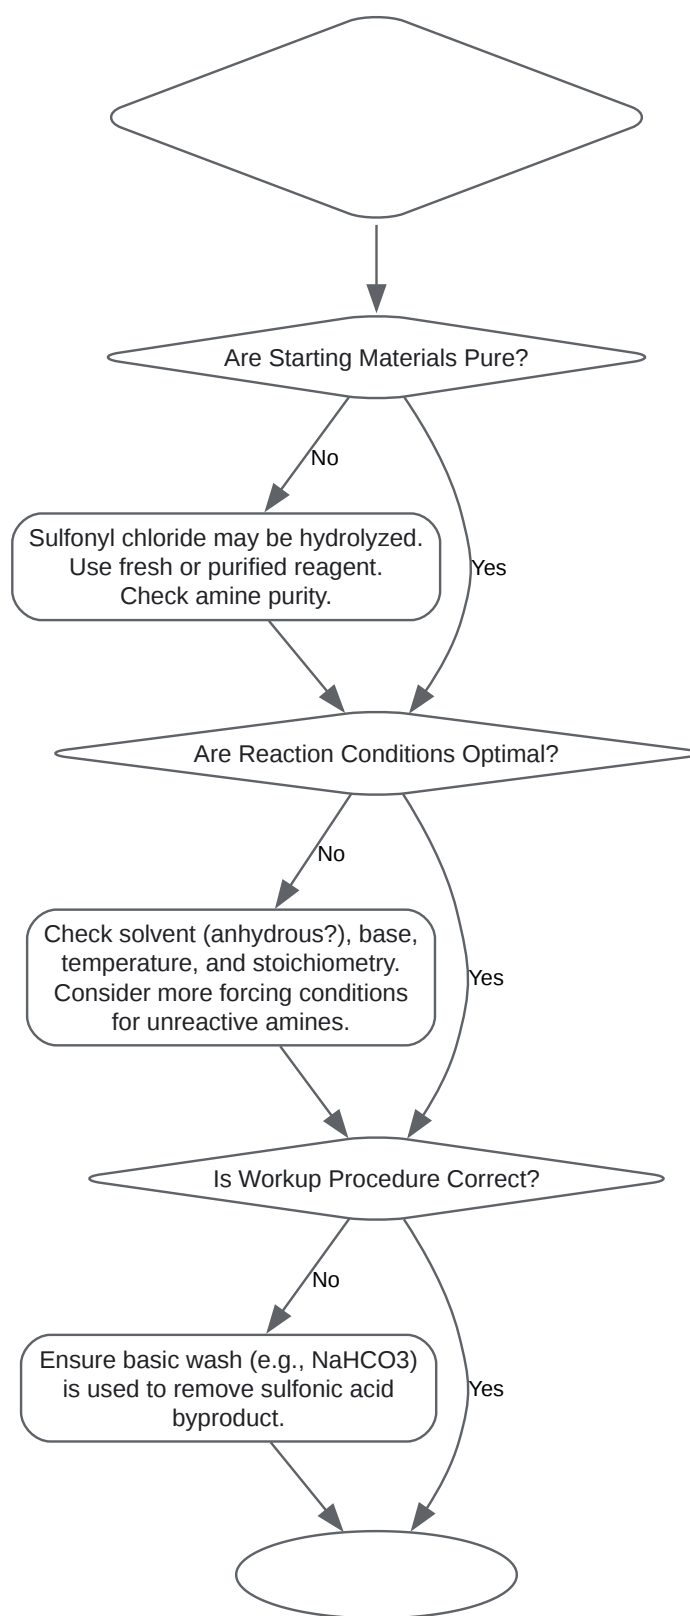 Are Starting Materials Pure?
No
Sulfonyl chloride may be hydrolyzed.
Use fresh or purified reagent.
Check amine purity.
Yes
Are Reaction Conditions Optimal?
No
Check solvent (anhydrous?), base,
temperature, and stoichiometry.
Consider more forcing conditions
for unreactive amines.
Yes
Is Workup Procedure Correct?
No
Ensure basic wash (e.g., NaHCO3)
is used to remove sulfonic acid
byproduct.
Yes